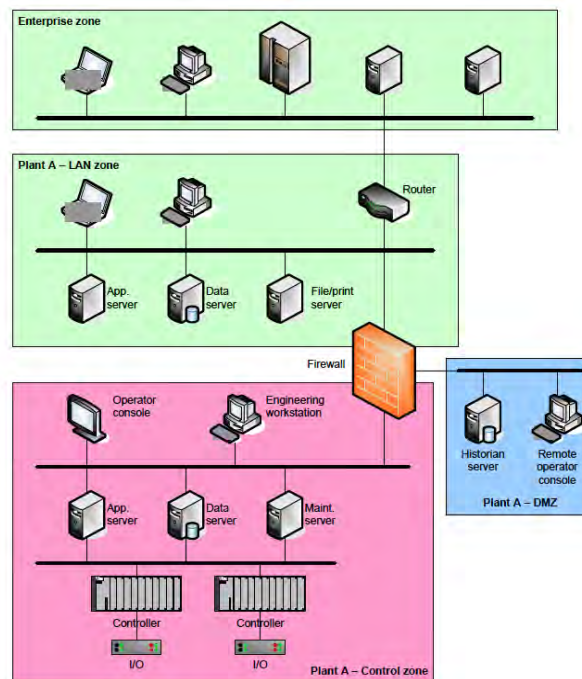 Enterprise zone
Plant A – LAN zone
Router
App.
server
Data
server
File/print
server
Firewall
Operator
console
Engineering
workstation
Historian
server
Remote
operator
console
Plant A – DMZ
App.
server
Data
server
Maint.
server
Controller
Controller
I/O
I/O
Plant A – Control zone